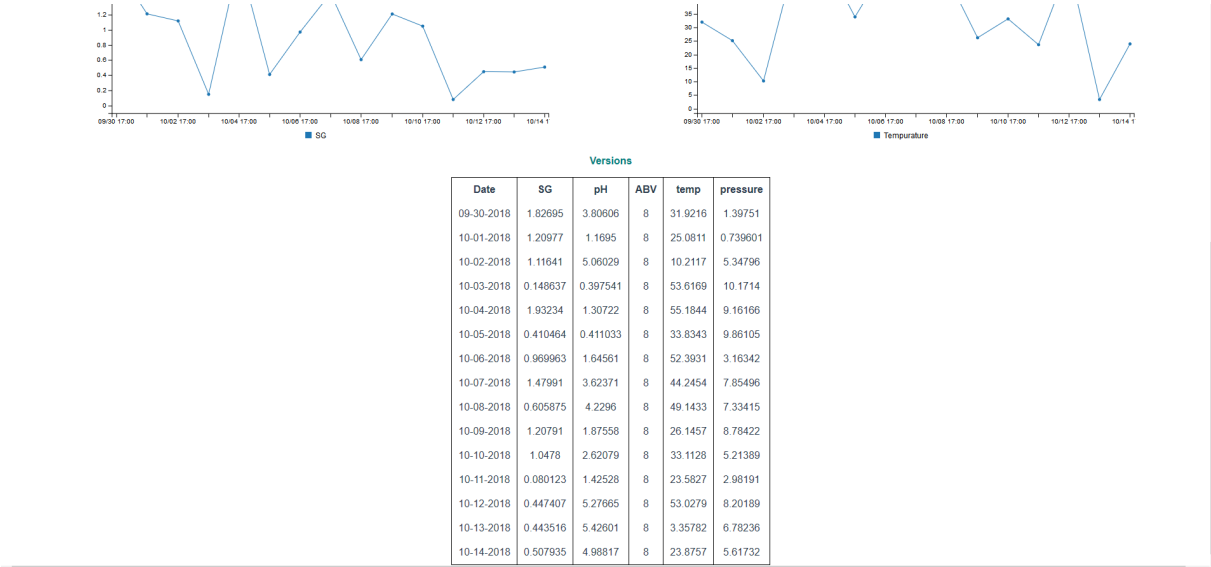 1.2
1
0.8
0.6
0.4
0.2
0
09/30 17:00 10/02 17:00 10/04 17:00 10/06 17:00 10/08 17:00 10/10 17:00 10/12 17:00 10/14 1
SG
35
30
25
20
15
10
5
0
09/30 17:00 10/02 17:00 10/04 17:00 10/06 17:00 10/08 17:00 10/10 17:00 10/12 17:00 10/14 1
Tempurature
Versions
Date SG pH ABV temp pressure
09-30-2018 1.82695 3.80606 8 31.9216 1.39751
10-01-2018 1.20977 1.1695 8 25.0811 0.739601
10-02-2018 1.11641 5.06029 8 10.2117 5.34796
10-03-2018 0.148637 0.397541 8 53.6169 10.1714
10-04-2018 1.93234 1.30722 8 55.1844 9.16166
10-05-2018 0.410464 0.411033 8 33.8343 9.86105
10-06-2018 0.969963 1.64561 8 52.3931 3.16342
10-07-2018 1.47991 3.62371 8 44.2454 7.85496
10-08-2018 0.605875 4.2296 8 49.1433 7.33415
10-09-2018 1.20791 1.87558 8 26.1457 8.78422
10-10-2018 1.0478 2.62079 8 33.1128 5.21389
10-11-2018 0.080123 1.42528 8 23.5827 2.98191
10-12-2018 0.447407 5.27665 8 53.0279 8.20189
10-13-2018 0.443516 5.42601 8 3.35782 6.78236
10-14-2018 0.507935 4.98817 8 23.8757 5.61732